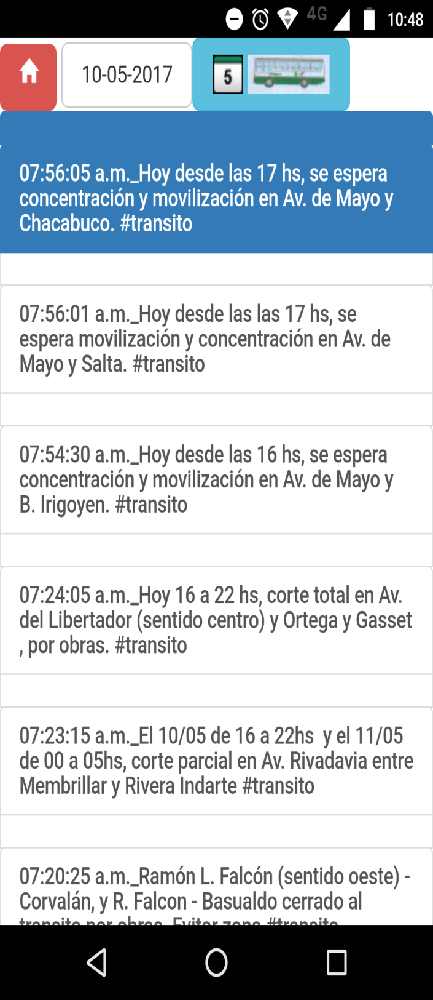 4G 10:48
10-05-2017 5
07:56:05 a.m._Hoy desde las 17 hs, se espera
concentración y movilización en Av. de Mayo y
Chacabuco. #transito
07:56:01 a.m._Hoy desde las las 17 hs, se
espera movilización y concentración en Av. de
Mayo y Salta. #transito
07:54:30 a.m._Hoy desde las 16 hs, se espera
concentración y movilización en Av. de Mayo y
B. Irigoyen. #transito
07:24:05 a.m._Hoy 16 a 22 hs, corte total en Av.
del Libertador (sentido centro) y Ortega y Gasset
, por obras. #transito
07:23:15 a.m._El 10/05 de 16 a 22hs  y el 11/05
de 00 a 05hs, corte parcial en Av. Rivadavia entre
Membrillar y Rivera Indarte #transito
07:20:25 a.m._Ramón L. Falcón (sentido oeste) -
Corvalán, y R. Falcon - Basualdo cerrado al
transito por obras. Evitar zona #transito